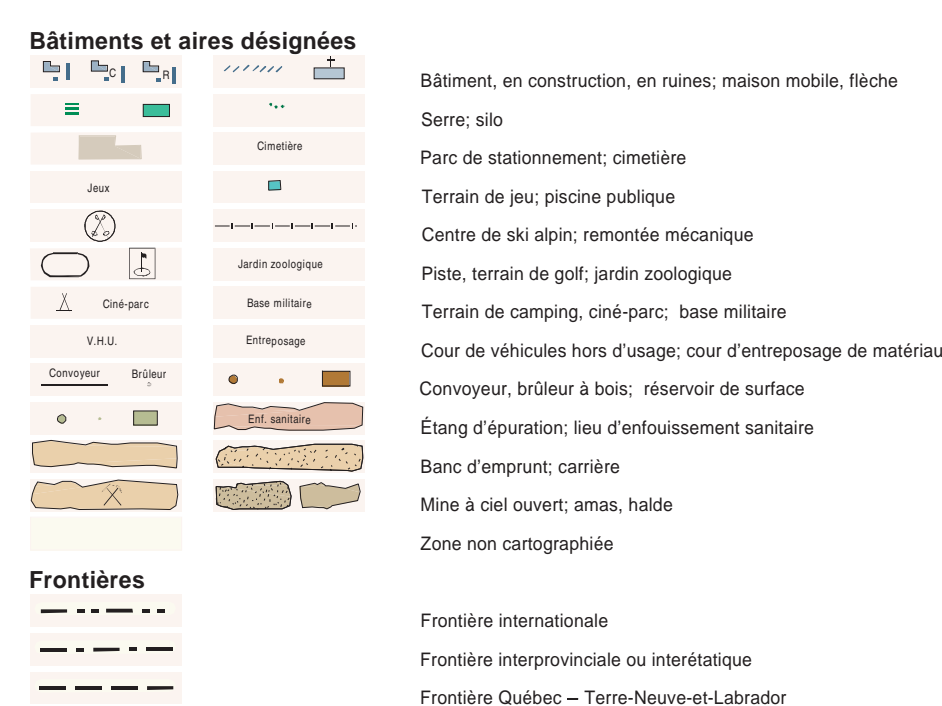 Bâtiments et aires désignées
C R Bâtiment, en construction, en ruines; maison mobile, flèche
Serre; silo
Cimetière Parc de stationnement; cimetière
Jeux Terrain de jeu; piscine publique
Centre de ski alpin; remontée mécanique
Jardin zoologique Piste, terrain de golf; jardin zoologique
Ciné-parc Base militaire Terrain de camping, ciné-parc; base militaire
V.H.U. Entreposage Cour de véhicules hors d'usage; cour d'entreposage de matériau
Convoyeur Brûleur Convoyeur, brûleur à bois; réservoir de surface
Enf. sanitaire Étang d'épuration; lieu d'enfouissement sanitaire
Banc d'emprunt; carrière
Mine à ciel ouvert; amas, halde
Zone non cartographiée
Frontières
Frontière internationale
Frontière interprovinciale ou interétatique
Frontière Québec – Terre-Neuve-et-Labrador